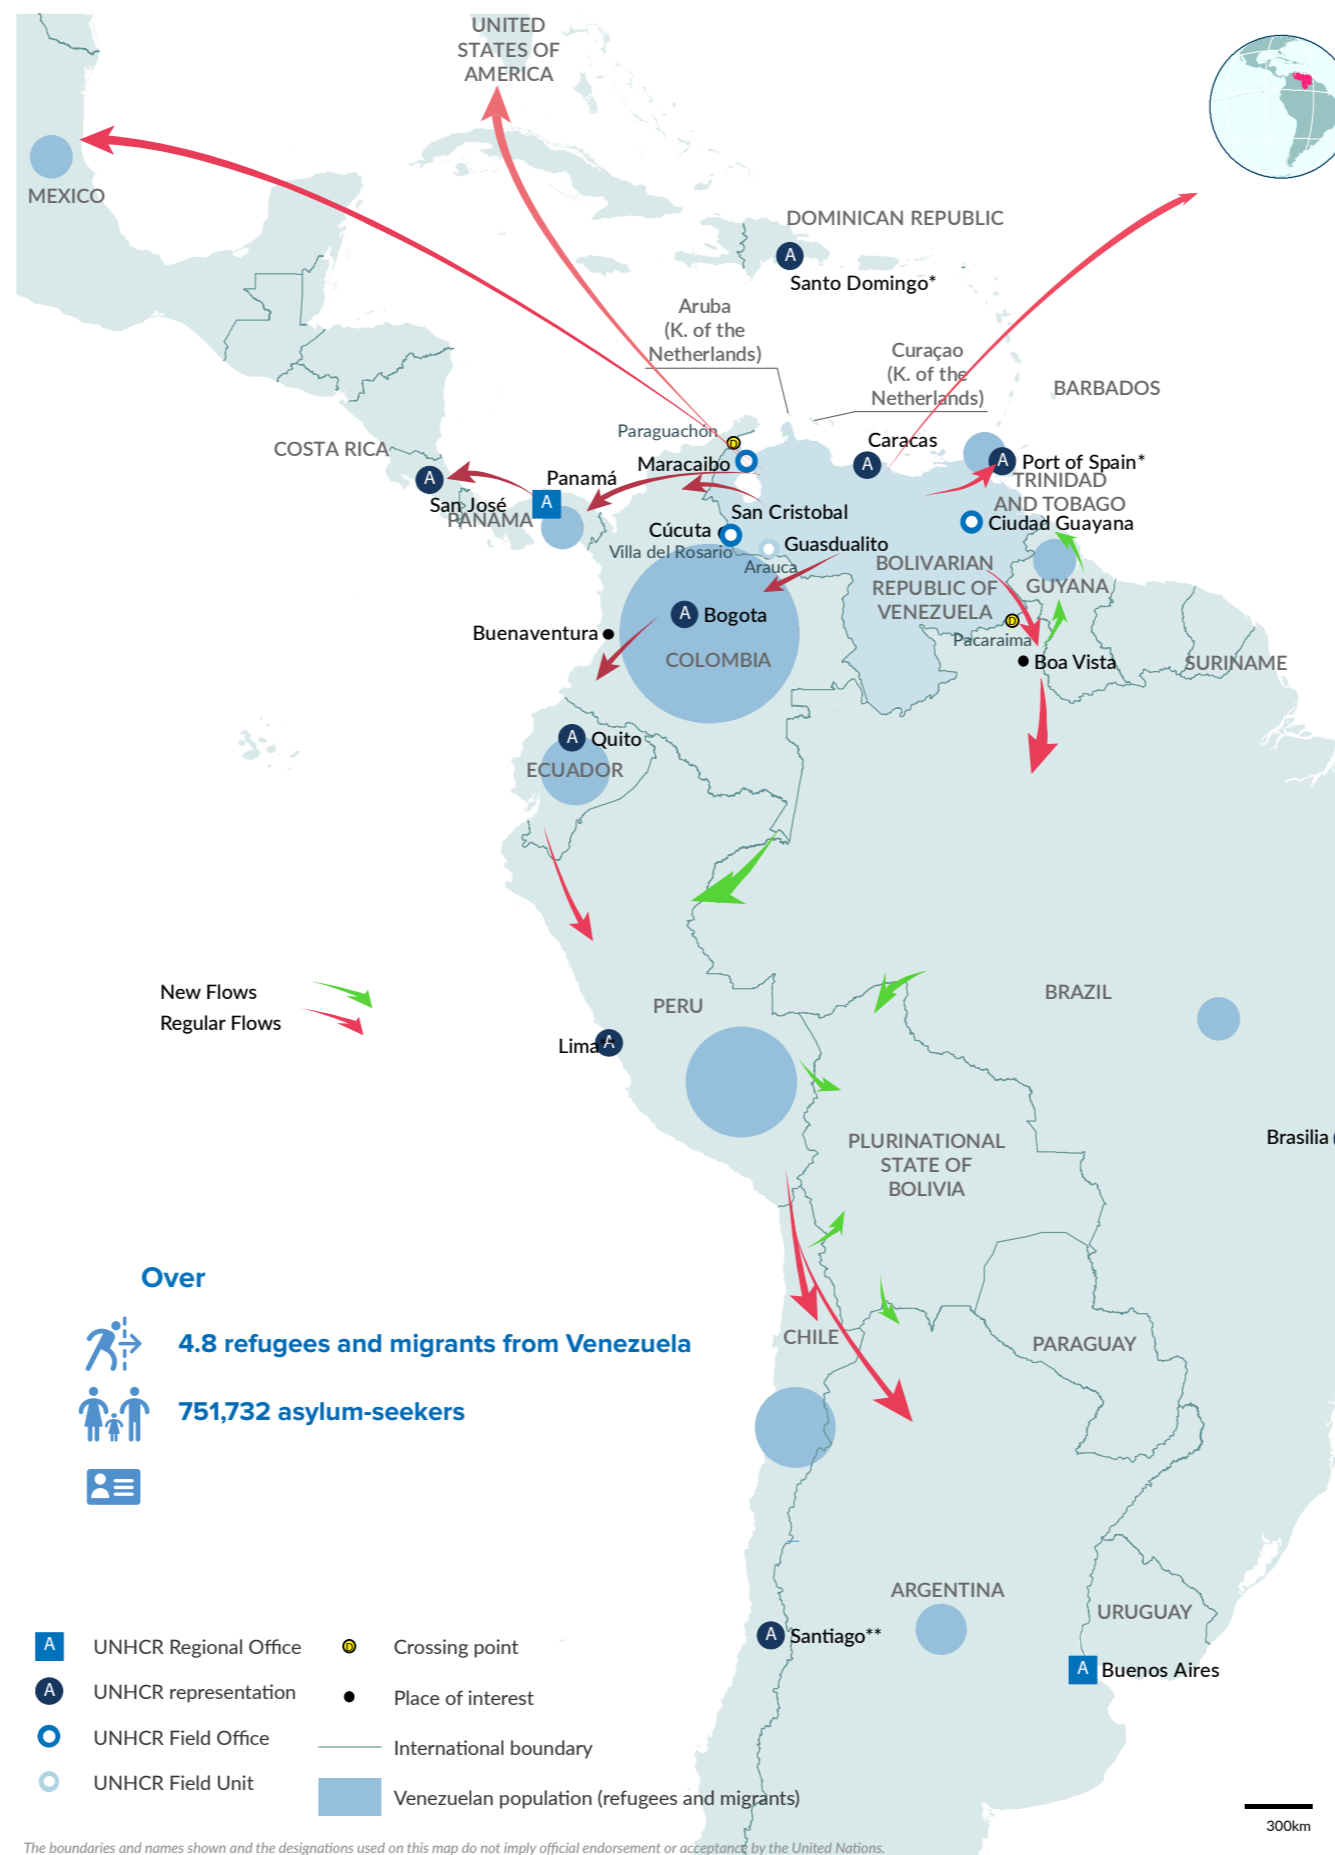 UNITED
STATES OF
AMERICA
MEXICO
DOMINICAN REPUBLIC
Santo Domingo*
Aruba
(K. of the
Netherlands)
Curaçao
(K. of the
Netherlands)
BARBADOS
Paraguachón
COSTA RICA
Caracas
Maracaibo
Port of Spain*
TRINIDAD
AND TOBAGO
Panamá
San José
PANAMA
San Cristobal
Ciudad Guayana
Cúcuta
Villa del Rosario
Guasdualito
Arauca
BOLIVARIAN
REPUBLIC OF
VENEZUELA
GUYANA
Bogota
Buenaventura
COLOMBIA
Pacaraima
Boa Vista
SURINAME
Quito
ECUADOR
New Flows
Regular Flows
PERU
BRAZIL
Lima**
Brasilia
PLURINATIONAL
STATE OF
BOLIVIA
Over
4.8 refugees and migrants from Venezuela
751,732 asylum-seekers
CHILE
PARAGUAY
ARGENTINA
URUGUAY
Santiago**
Buenos Aires
A UNHCR Regional Office
A UNHCR representation
UNHCR Field Office
UNHCR Field Unit
Crossing point
Place of interest
International boundary
Venezuelan population (refugees and migrants)
300km
The boundaries and names shown and the designations used on this map do not imply official endorsement or acceptance by the United Nations.